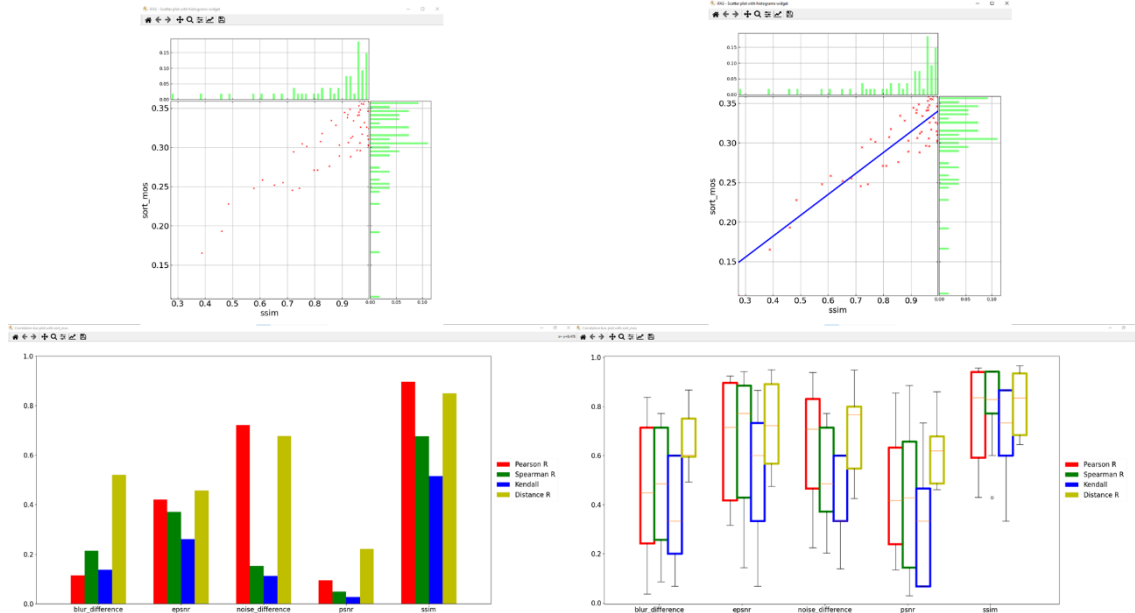 JOSQ - Scatter plot with histograms widget
0.15
0.10
0.05
0.00
0.35
0.30
0.25
0.20
0.15
sort_mos
0.3 0.4 0.5 0.6 0.7 0.8 0.9
0.00 0.05 0.10
ssim
Scatter plot with histograms widget
0.15
0.10
0.05
0.00
0.35
0.30
0.25
0.20
0.15
sort_mos
0.3 0.4 0.5 0.6 0.7 0.8 0.9
0.00 0.05 0.10
ssim
1.0
0.8
0.6
0.4
0.2
0.0
blur_difference epsnr noise_difference psnr ssim
Pearson R
Spearman R
Kendall
Distance R
1.0
0.8
0.6
0.4
0.2
0.0
blur_difference epsnr noise_difference psnr ssim
Pearson R
Spearman R
Kendall
Distance R